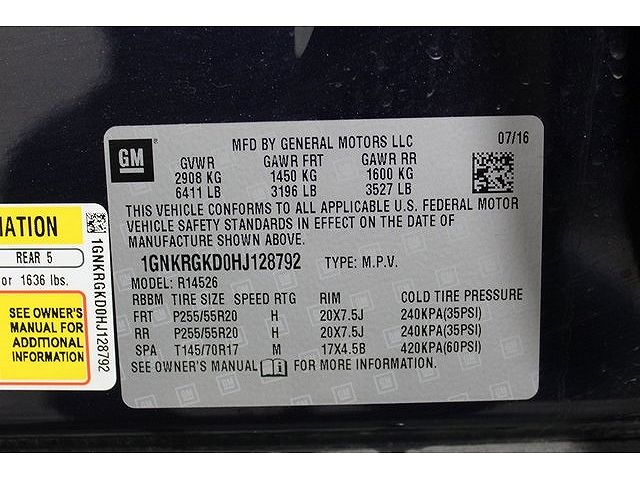 MFD BY GENERAL MOTORS LLC 07/16
GM
GVWR GAWR FRT GAWR RR
2908 KG 1450 KG 1600 KG
6411 LB 3196 LB 3527 LB
THIS VEHICLE CONFORMS TO ALL APPLICABLE U.S. FEDERAL MOTOR
VEHICLE SAFETY STANDARDS IN EFFECT ON THE DATE OF
MANUFACTURE SHOWN ABOVE.
1GNKRGKD0HJ128792 TYPE: M.P.V.
MODEL: R14526
RBBM TIRE SIZE SPEED RTG RIM COLD TIRE PRESSURE
FRT P255/55R20 H 20X7.5J 240KPA(35PSI)
RR P255/55R20 H 20X7.5J 240KPA(35PSI)
SPA T145/70R17 M 17X4.5B 420KPA(60PSI)
SEE OWNER'S MANUAL i FOR MORE INFORMATION.
MATION
REAR 5
or 1636 lbs.
SEE OWNER'S
MANUAL FOR
ADDITIONAL
INFORMATION
1GNKRGKD0HJ128792